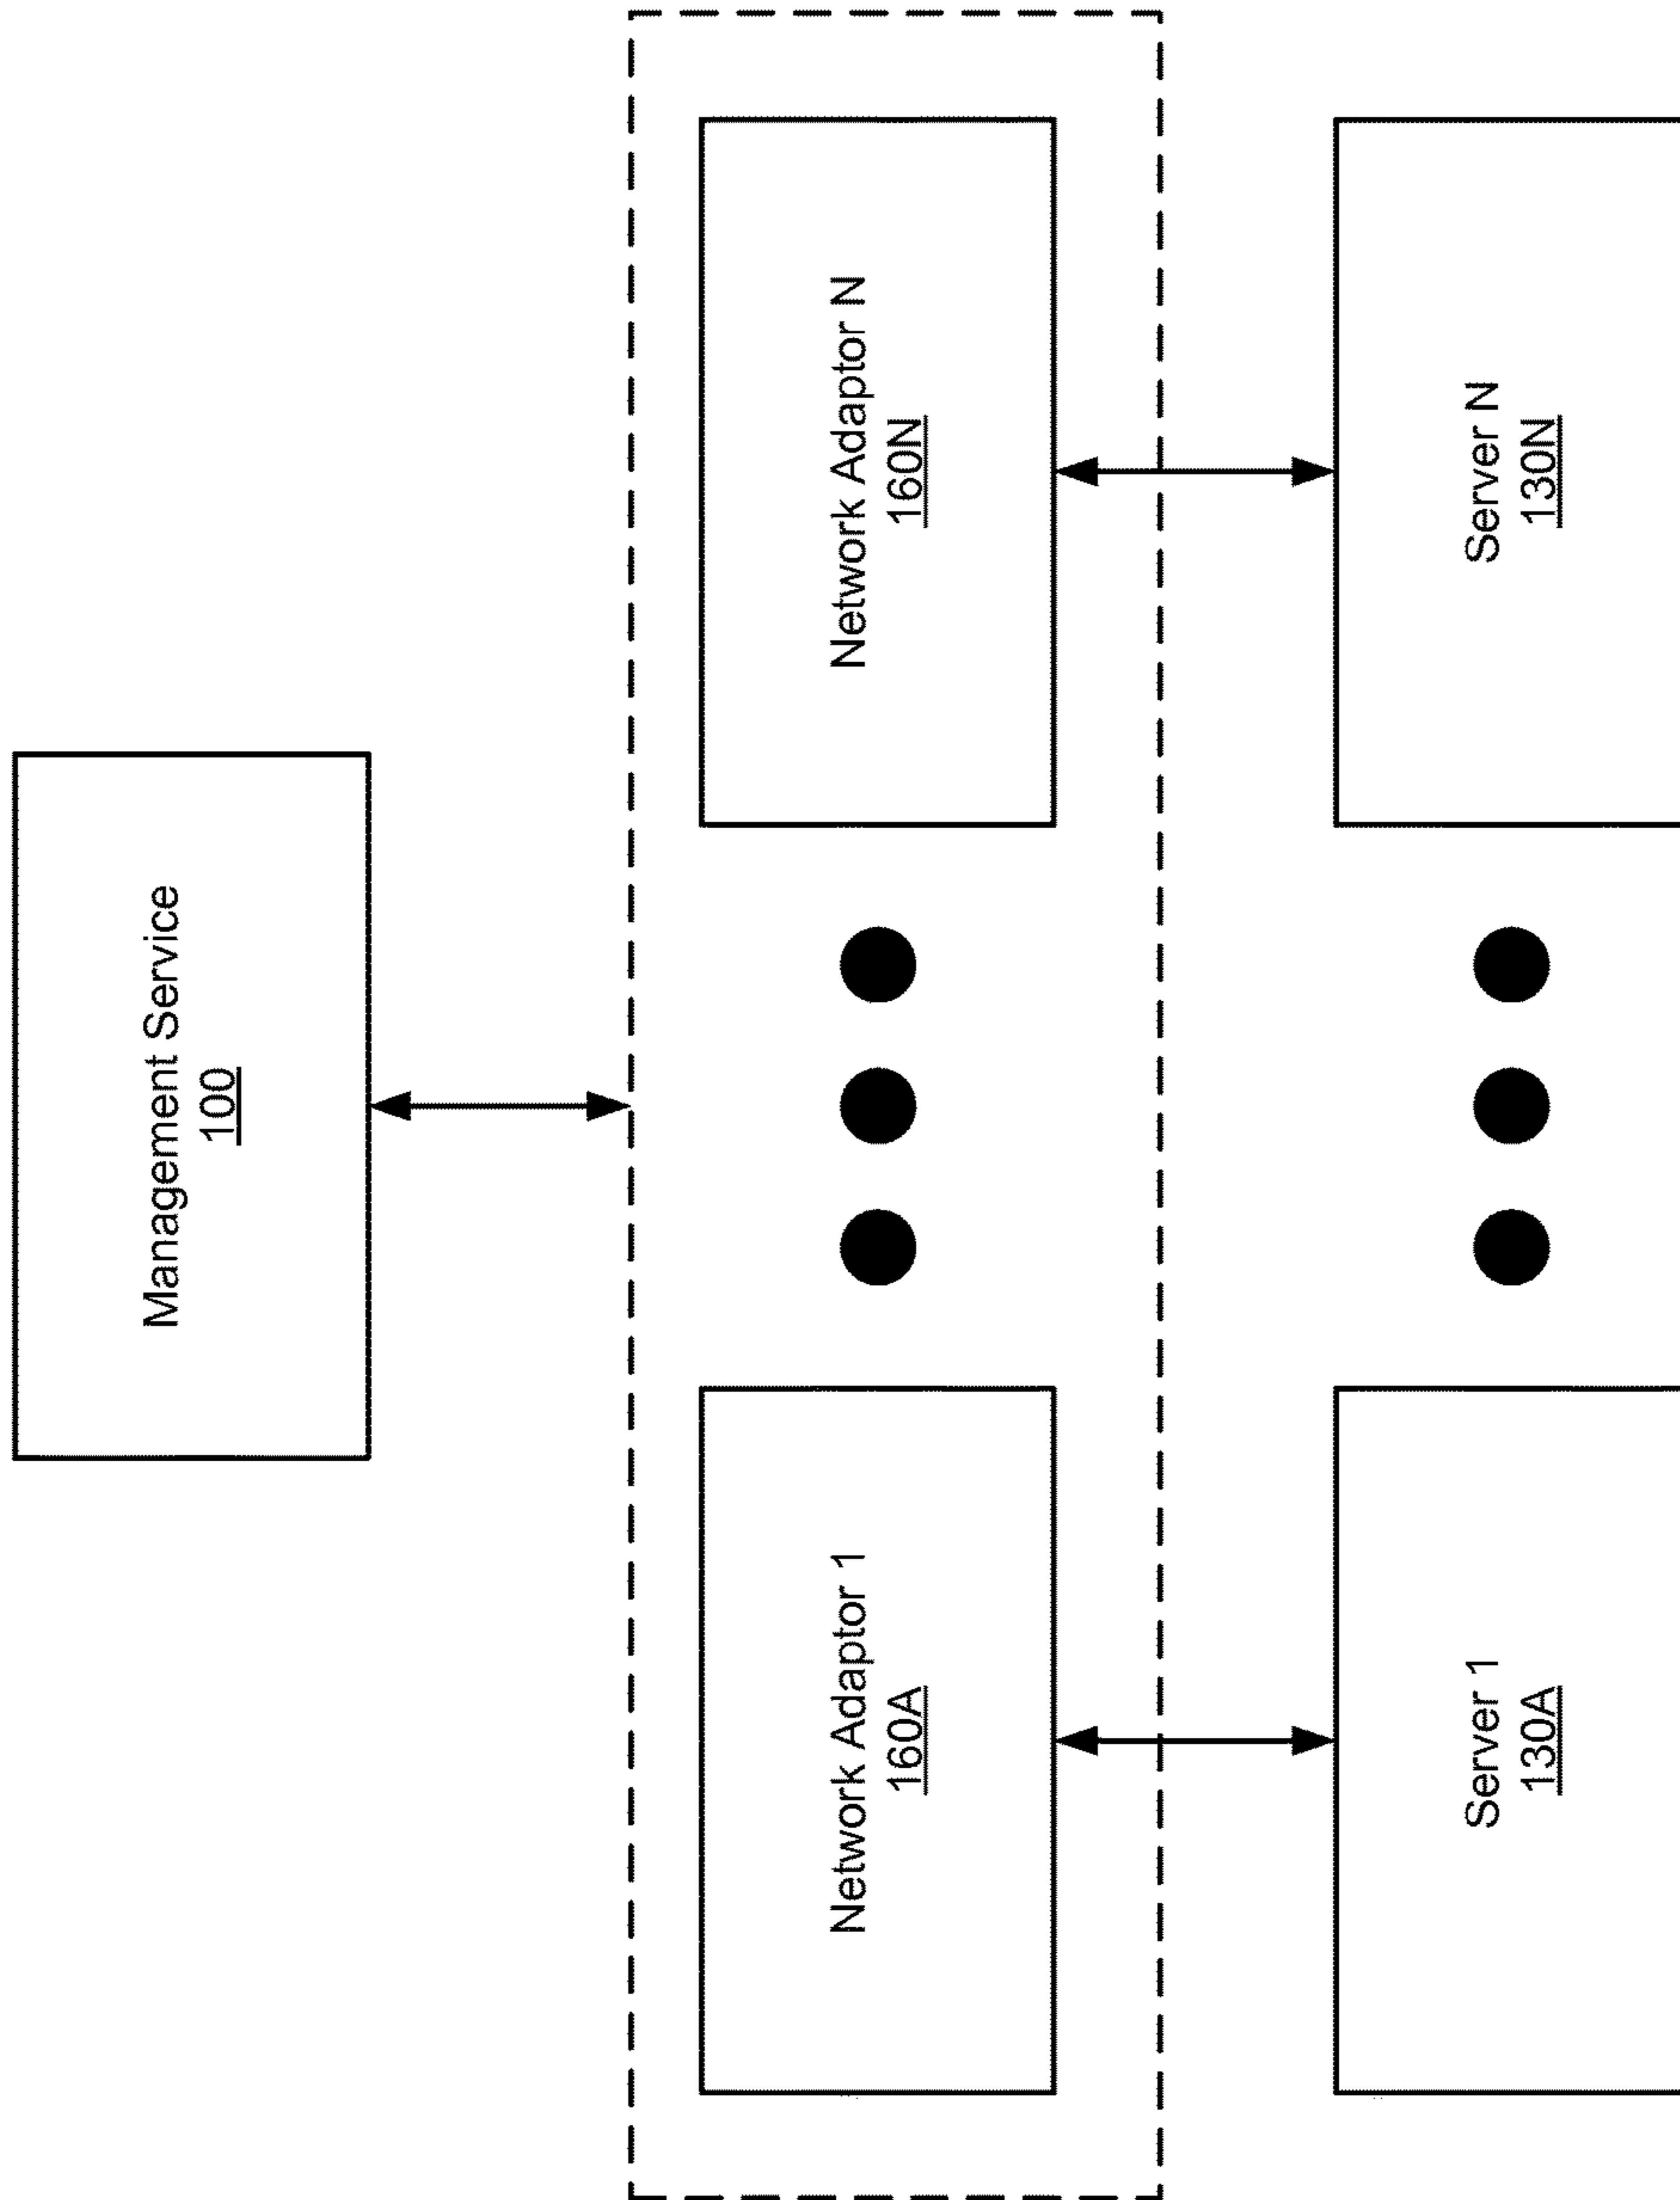 Management Service
100
Network Adaptor 1
160A
Network Adaptor N
160N
Server 1
130A
Server N
130N